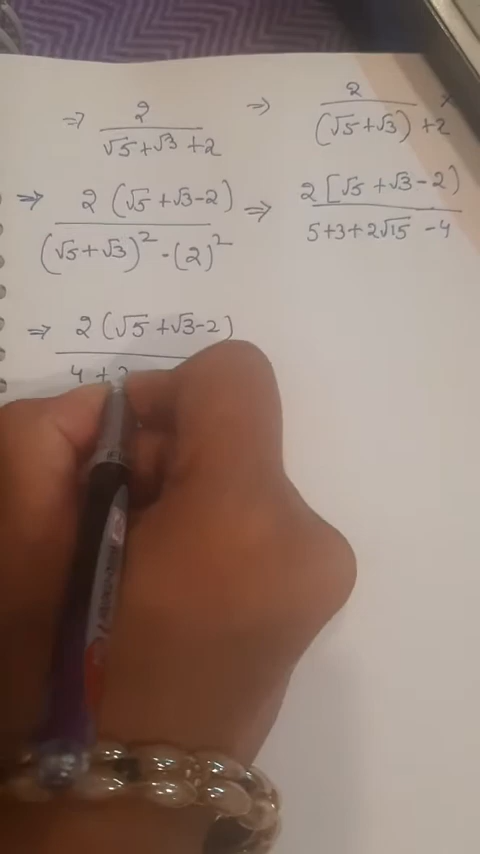 ⇒ 2/(√5+√3+2) ⇒ 2/((√5+√3)+2) ×
⇒ 2(√5+√3-2)/((√5+√3)²-(2)²) ⇒ 2[√5+√3-2)/(5+3+2√15-4)
⇒ 2(√5+√3-2)/(4+2